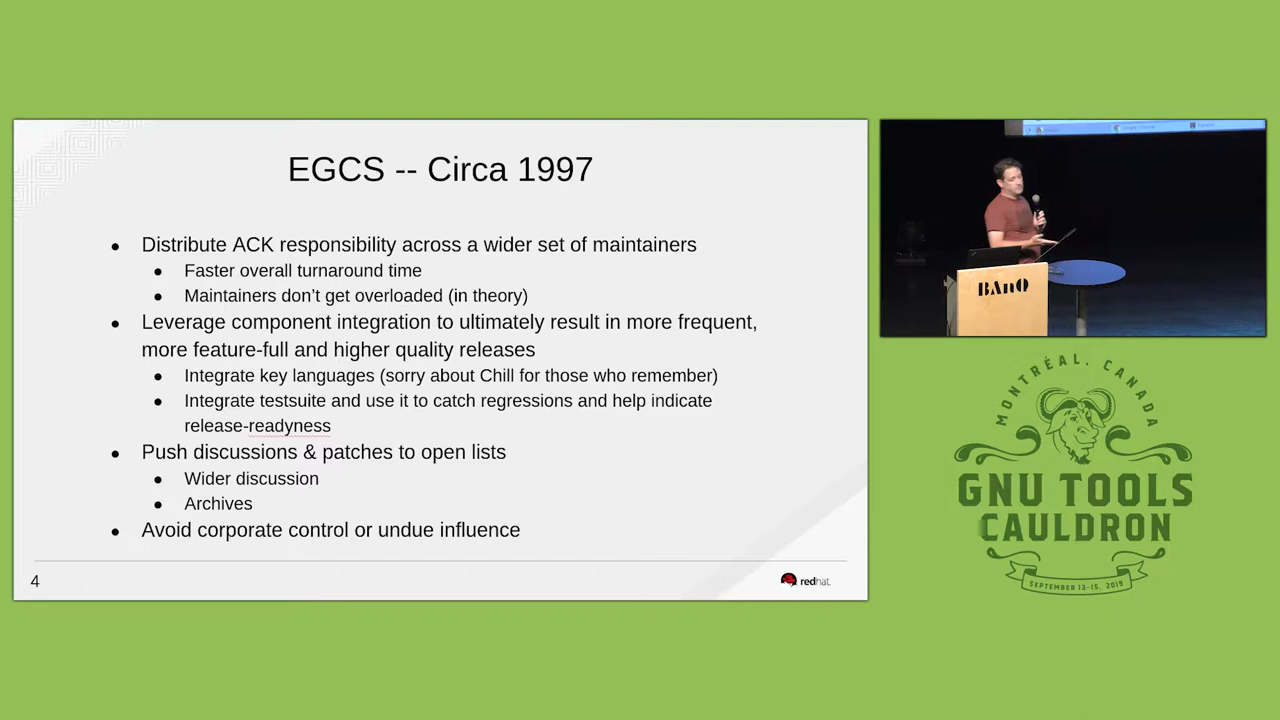 EGCS -- Circa 1997
Distribute ACK responsibility across a wider set of maintainers
Faster overall turnaround time
Maintainers don't get overloaded (in theory)
Leverage component integration to ultimately result in more frequent,
more feature-full and higher quality releases
Integrate key languages (sorry about Chill for those who remember)
Integrate testsuite and use it to catch regressions and help indicate
release-readyness
Push discussions & patches to open lists
Wider discussion
Archives
Avoid corporate control or undue influence
4
redhat.
BAnQ
MONTRÉAL, CANADA
GNU TOOLS
CAULDRON
SEPTEMBER 13-15, 2019